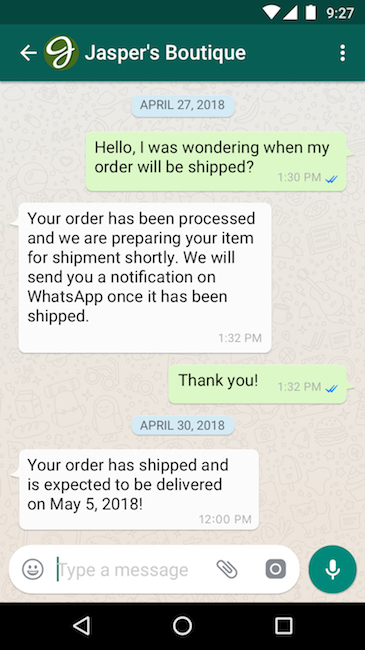 9:27
Jasper's Boutique
APRIL 27, 2018
Hello, I was wondering when my
order will be shipped?
1:30 PM
Your order has been processed
and we are preparing your item
for shipment shortly. We will
send you a notification on
WhatsApp once it has been
shipped.
1:32 PM
Thank you!
1:32 PM
APRIL 30, 2018
Your order has shipped and
is expected to be delivered
on May 5, 2018!
12:00 PM
Type a message